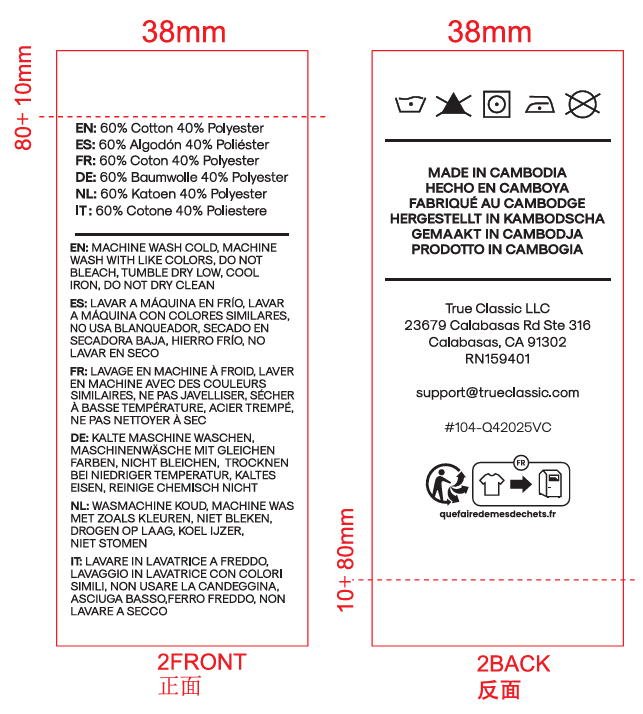 38mm
80+ 10mm
EN: 60% Cotton 40% Polyester
ES: 60% Algodón 40% Poliéster
FR: 60% Coton 40% Polyester
DE: 60% Baumwolle 40% Polyester
NL: 60% Katoen 40% Polyester
IT: 60% Cotone 40% Poliestere
EN: MACHINE WASH COLD, MACHINE
WASH WITH LIKE COLORS, DO NOT
BLEACH, TUMBLE DRY LOW, COOL
IRON, DO NOT DRY CLEAN
ES: LAVAR A MÁQUINA EN FRÍO, LAVAR
A MÁQUINA CON COLORES SIMILARES,
NO USA BLANQUEADOR, SECADO EN
SECADORA BAJA, HIERRO FRÍO, NO
LAVAR EN SECO
FR: LAVAGE EN MACHINE À FROID, LAVER
EN MACHINE AVEC DES COULEURS
SIMILAIRES, NE PAS JAVELLISER, SÉCHER
À BASSE TEMPÉRATURE, ACIER TREMPÉ,
NE PAS NETTOYER À SEC
DE: KALTE MASCHINE WASCHEN,
MASCHINENWÄSCHE MIT GLEICHEN
FARBEN, NICHT BLEICHEN, TROCKNEN
BEI NIEDRIGER TEMPERATUR, KALTES
EISEN, REINIGE CHEMISCH NICHT
NL: WASMACHINE KOUD, MACHINE WAS
MET ZOALS KLEUREN, NIET BLEKEN,
DROGEN OP LAAG, KOEL IJZER,
NIET STOMEN
IT: LAVARE IN LAVATRICE A FREDDO,
LAVAGGIO IN LAVATRICE CON COLORI
SIMILI, NON USARE LA CANDEGGINA,
ASCIUGA BASSO,FERRO FREDDO, NON
LAVARE A SECCO
2FRONT
正面
38mm
MADE IN CAMBODIA
HECHO EN CAMBOYA
FABRIQUÉ AU CAMBODGE
HERGESTELLT IN KAMBODSCHA
GEMAAKT IN CAMBODJA
PRODOTTO IN CAMBOGIA
True Classic LLC
23679 Calabasas Rd Ste 316
Calabasas, CA 91302
RN159401
support@trueclassic.com
#104-Q42025VC
FR
quefairedemesdechets.fr
10+ 80mm
2BACK
反面